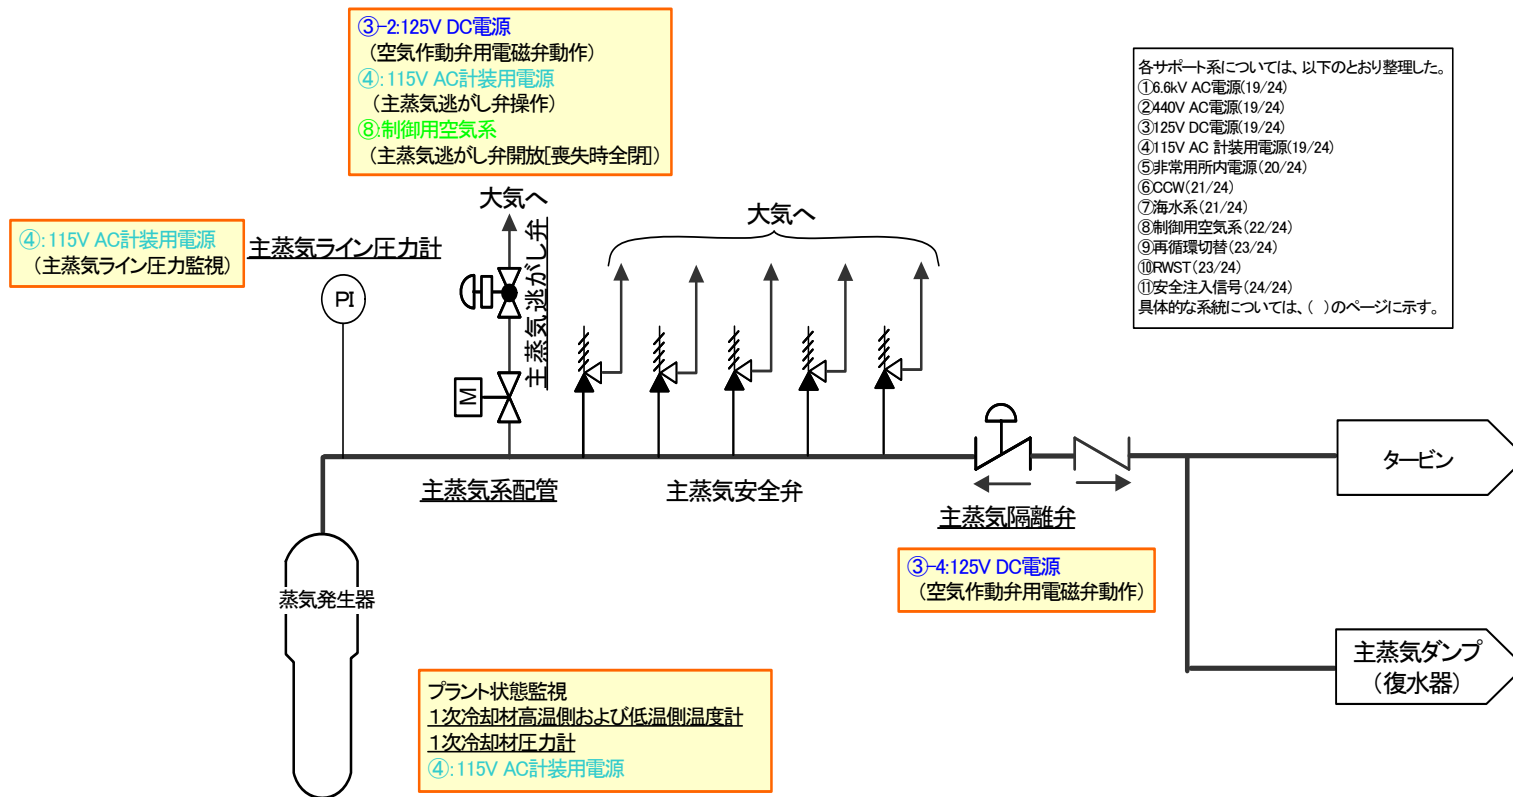 ③-2:125V DC電源
（空気作動弁用電磁弁動作）
④:115V AC計装用電源
（主蒸気逃がし弁操作）
⑧:制御用空気系
（主蒸気逃がし弁開放[喪失時全閉]）
各サポート系については、以下のとおり整理した。
①6.6kV AC電源(19/24)
②440V AC電源(19/24)
③125V DC電源(19/24)
④115V AC 計装用電源(19/24)
⑤非常用所内電源(20/24)
⑥CCW(21/24)
⑦海水系(21/24)
⑧制御用空気系(22/24)
⑨再循環切替(23/24)
⑩RWST(23/24)
⑪安全注入信号(24/24)
具体的な系統については、( )のページに示す。
④:115V AC計装用電源
（主蒸気ライン圧力監視）
主蒸気ライン圧力計
PI
大気へ
主蒸気逃がし弁
M
大気へ
主蒸気系配管
主蒸気安全弁
主蒸気隔離弁
③-4:125V DC電源
（空気作動弁用電磁弁動作）
タービン
主蒸気ダンプ
（復水器）
蒸気発生器
プラント状態監視
１次冷却材高温側および低温側温度計
１次冷却材圧力計
④:115V AC計装用電源